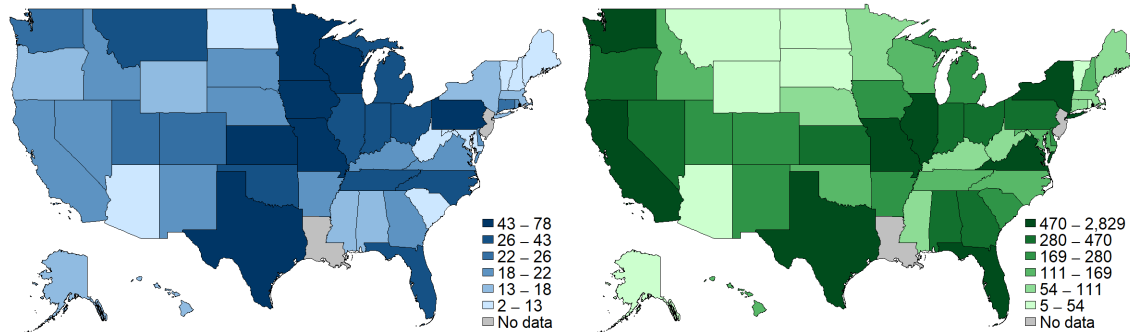 43 – 78
26 – 43
22 – 26
18 – 22
13 – 18
2 – 13
No data
470 – 2,829
280 – 470
169 – 280
111 – 169
54 – 111
5 – 54
No data